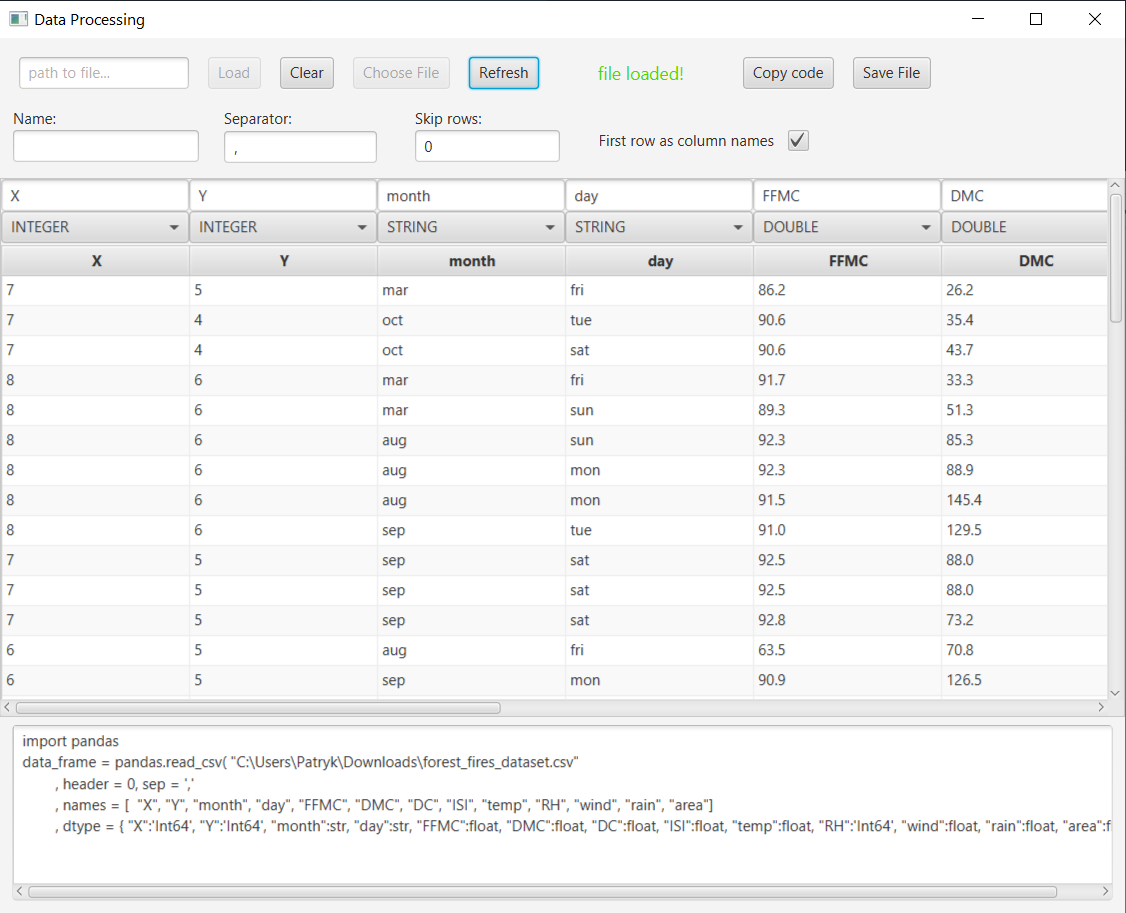 Data Processing
path to file... Load Clear Choose File Refresh file loaded! Copy code Save File
Name: Separator: Skip rows:
, 0 First row as column names
X Y month day FFMC DMC
INTEGER INTEGER STRING STRING DOUBLE DOUBLE
X Y month day FFMC DMC
7 5 mar fri 86.2 26.2
7 4 oct tue 90.6 35.4
7 4 oct sat 90.6 43.7
8 6 mar fri 91.7 33.3
8 6 mar sun 89.3 51.3
8 6 aug sun 92.3 85.3
8 6 aug mon 92.3 88.9
8 6 aug mon 91.5 145.4
8 6 sep tue 91.0 129.5
7 5 sep sat 92.5 88.0
7 5 sep sat 92.5 88.0
7 5 sep sat 92.8 73.2
6 5 aug fri 63.5 70.8
6 5 sep mon 90.9 126.5
import pandas
data_frame = pandas.read_csv( "C:\Users\Patryk\Downloads\forest_fires_dataset.csv"
, header = 0, sep = ','
, names = [ "X", "Y", "month", "day", "FFMC", "DMC", "DC", "ISI", "temp", "RH", "wind", "rain", "area"]
, dtype = { "X":'Int64', "Y":'Int64', "month":str, "day":str, "FFMC":float, "DMC":float, "DC":float, "ISI":float, "temp":float, "RH":'Int64', "wind":float, "rain":float, "area":f